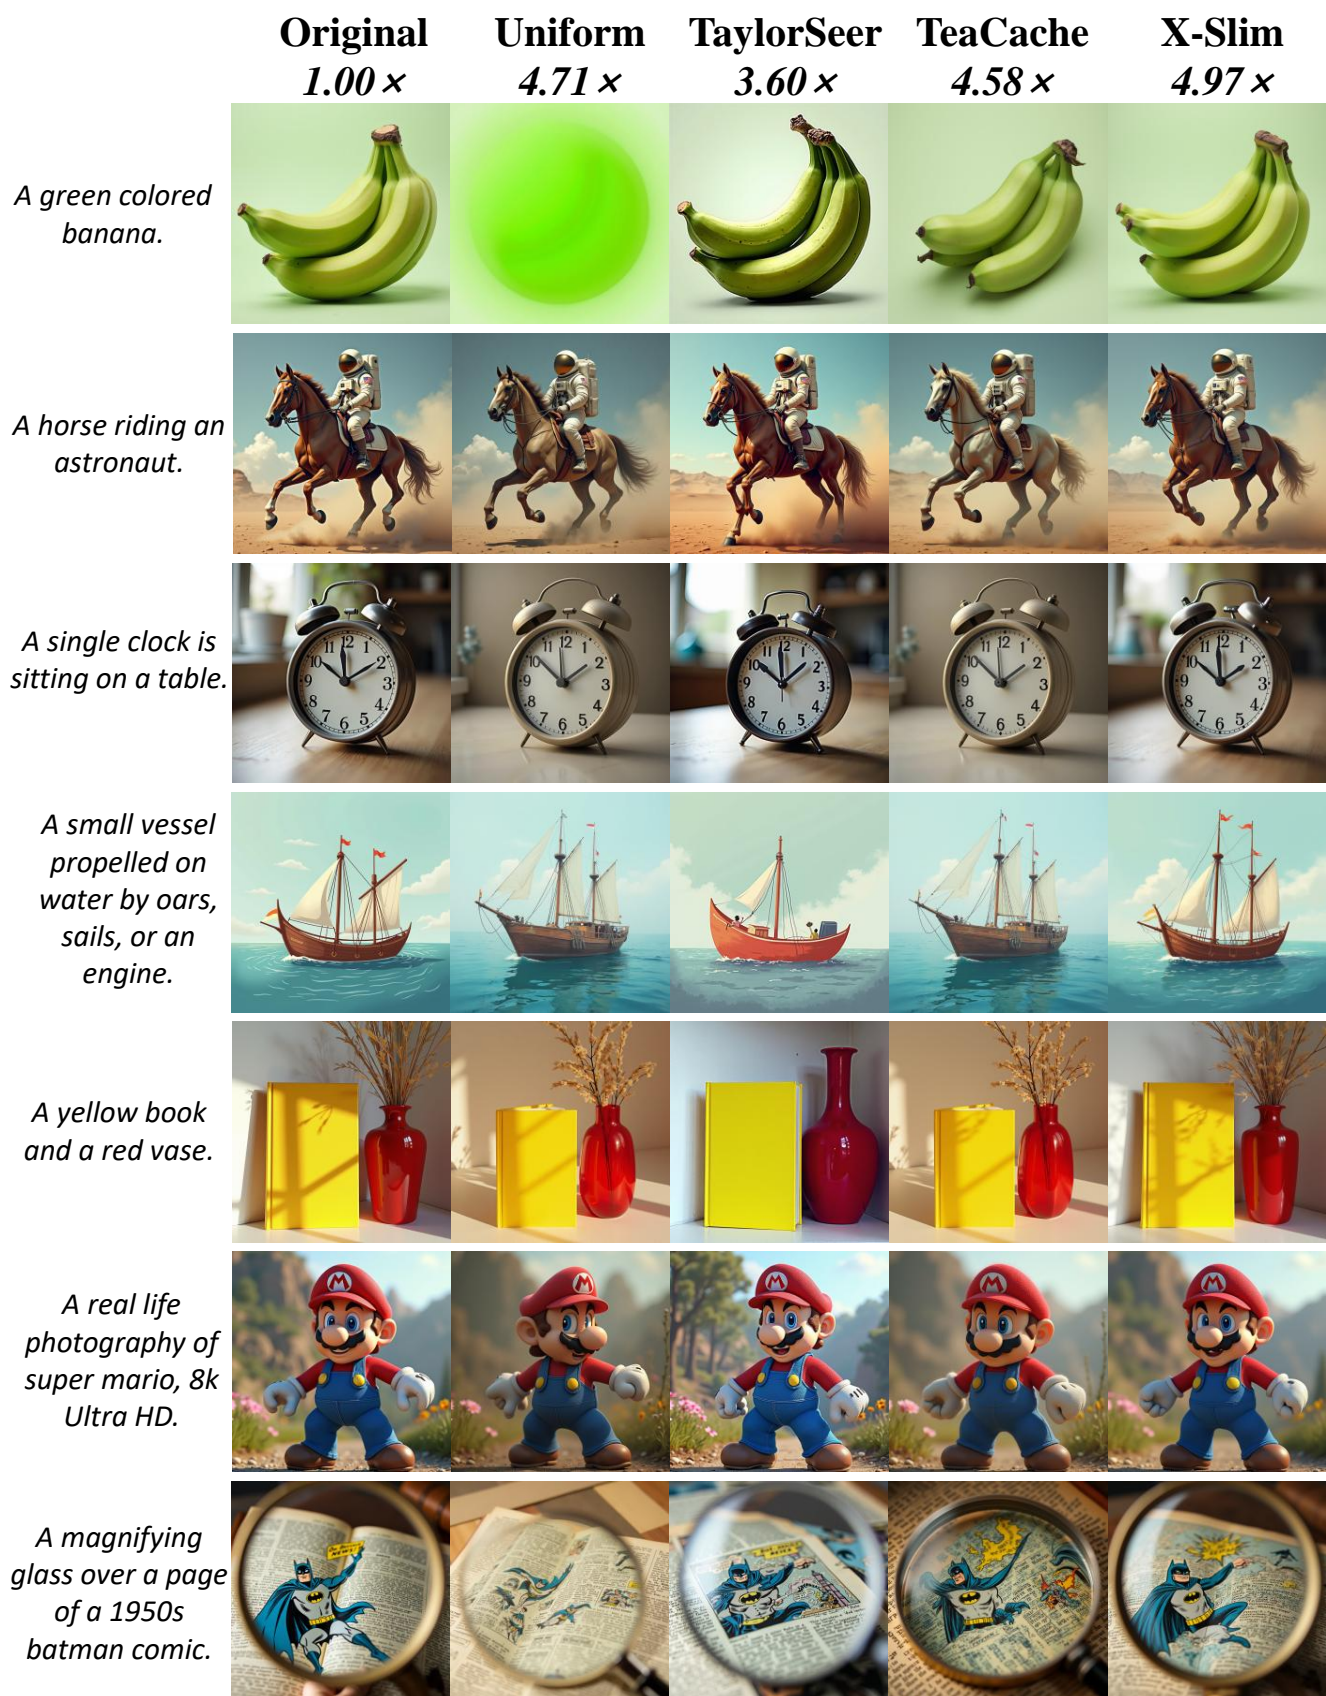 Original Uniform TaylorSeer TeaCache X-Slim
1.00× 4.71× 3.60× 4.58× 4.97×
A green colored
banana.
A horse riding an
astronaut.
A single clock is
sitting on a table.
A small vessel
propelled on
water by oars,
sails, or an
engine.
A yellow book
and a red vase.
A real life
photography of
super mario, 8k
Ultra HD.
A magnifying
glass over a page
of a 1950s
batman comic.